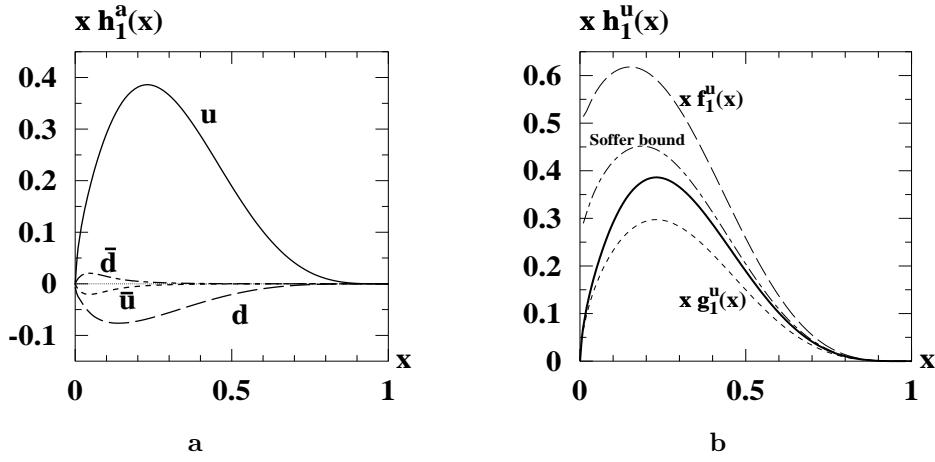 x h₁ᵃ(x)
0.4
0.3
0.2
0.1
0
-0.1
u
d̄
ū
d
x
0
0.5
1
a
x h₁ᵘ(x)
0.6
0.5
0.4
0.3
0.2
0.1
0
x f₁ᵘ(x)
Soffer bound
x g₁ᵘ(x)
x
0
0.5
1
b